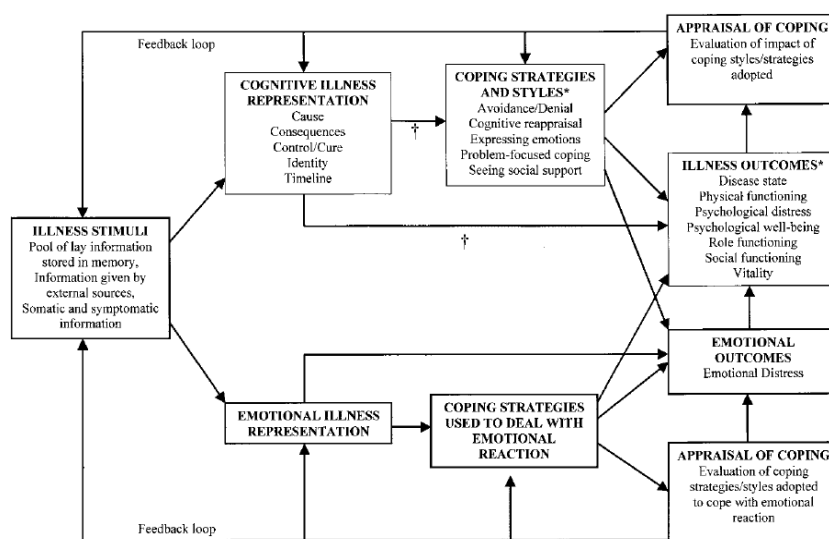 Feedback loop
APPRAISAL OF COPING
Evaluation of impact of
coping styles/strategies
adopted
COGNITIVE ILLNESS
REPRESENTATION
Cause
Consequences
Control/Cure
Identity
Timeline
†
COPING STRATEGIES
AND STYLES*
Avoidance/Denial
Cognitive reappraisal
Expressing emotions
Problem-focused coping
Seeing social support
†
ILLNESS OUTCOMES*
Disease state
Physical functioning
Psychological distress
Psychological well-being
Role functioning
Social functioning
Vitality
ILLNESS STIMULI
Pool of lay information
stored in memory,
Information given by
external sources,
Somatic and symptomatic
information
EMOTIONAL
OUTCOMES
Emotional Distress
EMOTIONAL ILLNESS
REPRESENTATION
COPING STRATEGIES
USED TO DEAL WITH
EMOTIONAL
REACTION
APPRAISAL OF COPING
Evaluation of coping
strategies/styles adopted
to cope with emotional
reaction
Feedback loop